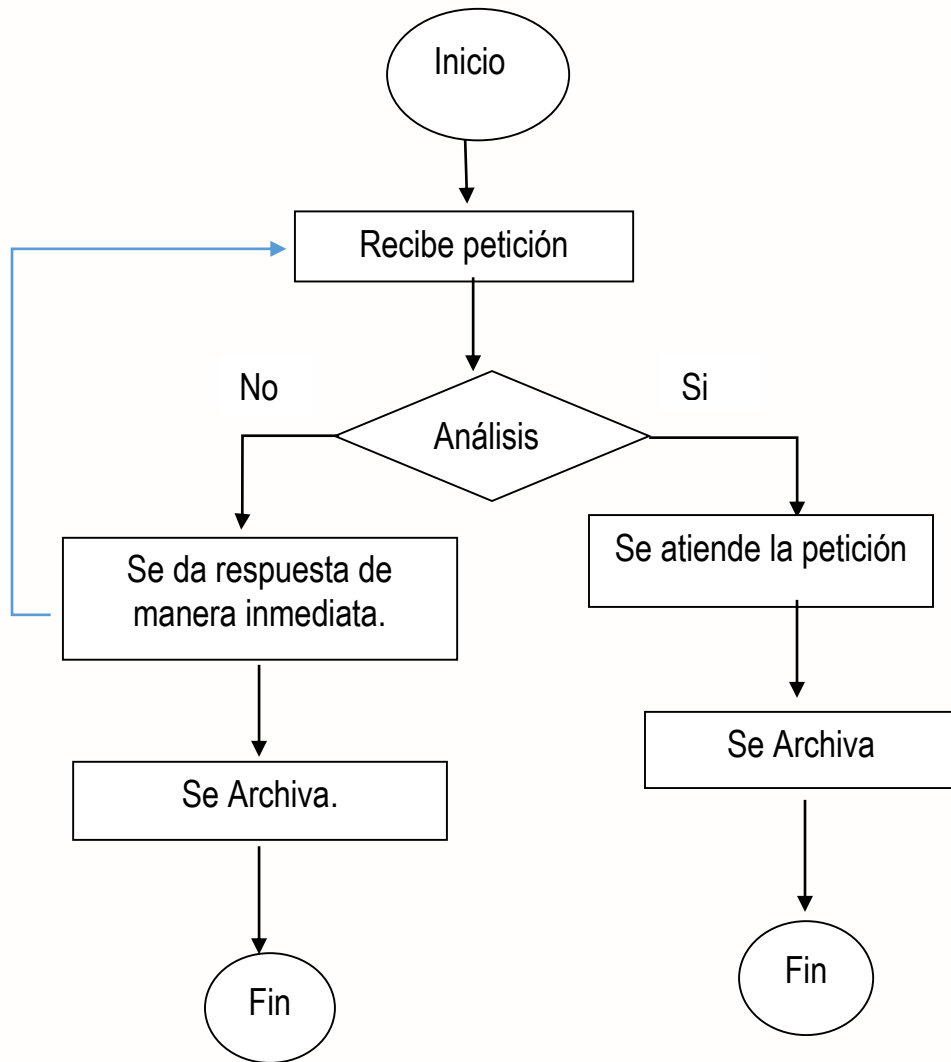 Inicio
Recibe petición
No
Si
Análisis
Se da respuesta de
manera inmediata.
Se atiende la petición
Se Archiva.
Se Archiva
Fin
Fin